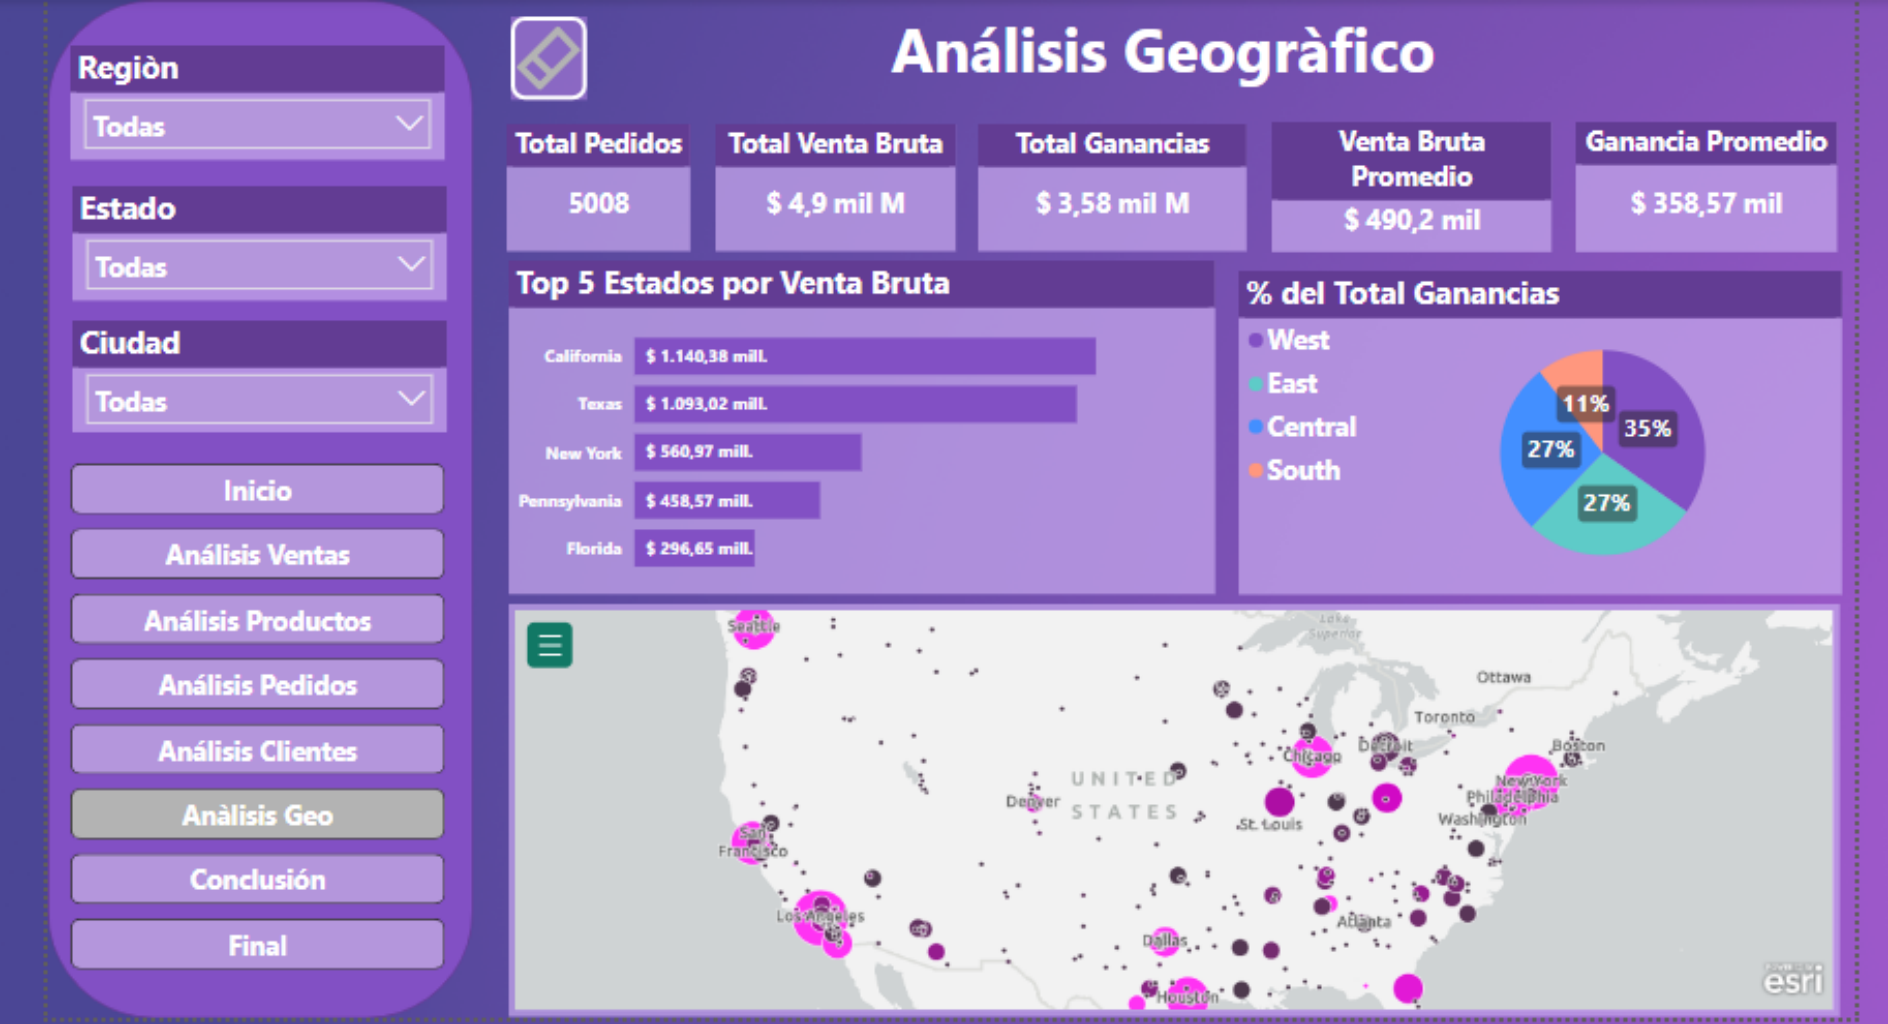 Regiòn
Todas
Estado
Todas
Ciudad
Todas
Inicio
Análisis Ventas
Análisis Productos
Análisis Pedidos
Análisis Clientes
Anàlisis Geo
Conclusión
Final
Análisis Geogràfico
Total Pedidos
5008
Total Venta Bruta
$ 4,9 mil M
Total Ganancias
$ 3,58 mil M
Venta Bruta
Promedio
$ 490,2 mil
Ganancia Promedio
$ 358,57 mil
Top 5 Estados por Venta Bruta
California $ 1.140,38 mill.
Texas $ 1.093,02 mill.
New York $ 560,97 mill.
Pennsylvania $ 458,57 mill.
Florida $ 296,65 mill.
% del Total Ganancias
West
East
Central
South
11%
35%
27%
27%
Seattle
Lake
Superior
Ottawa
Toronto
Detroit
Boston
Chicago
UNITED
STATES
New York
Philadelphia
Washington
Denver
St. Louis
San
Francisco
Los Angeles
Atlanta
Dallas
Houston
esri